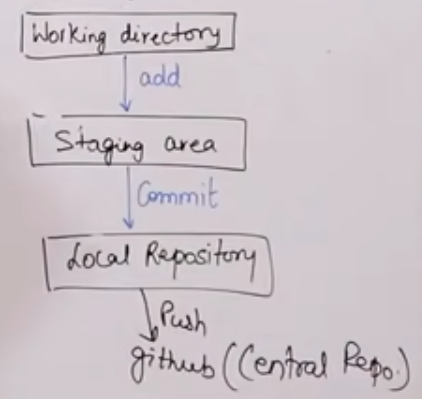 Working directory
add
Staging area
Commit
Local Repository
Push
github (Central Repo.)